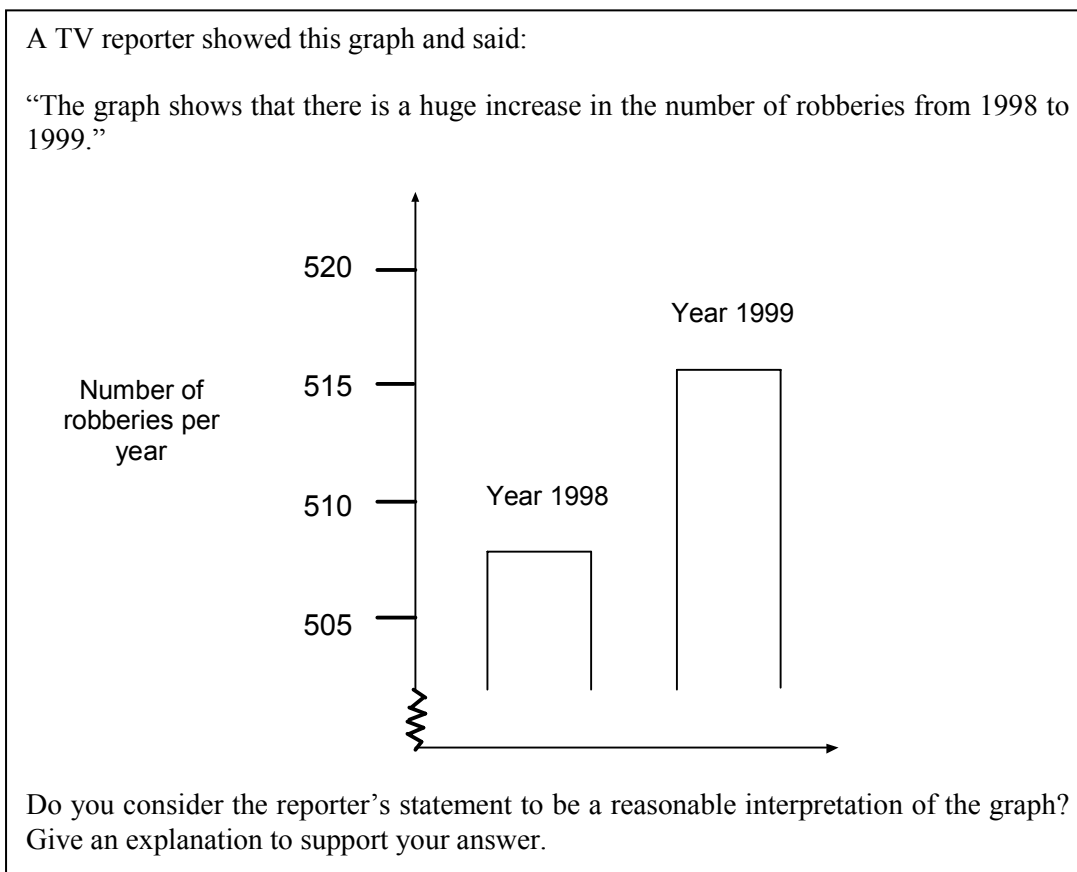 A TV reporter showed this graph and said:
“The graph shows that there is a huge increase in the number of robberies from 1998 to
1999.”
520
Year 1999
515
Number of
robberies per
year
Year 1998
510
505
Do you consider the reporter’s statement to be a reasonable interpretation of the graph?
Give an explanation to support your answer.